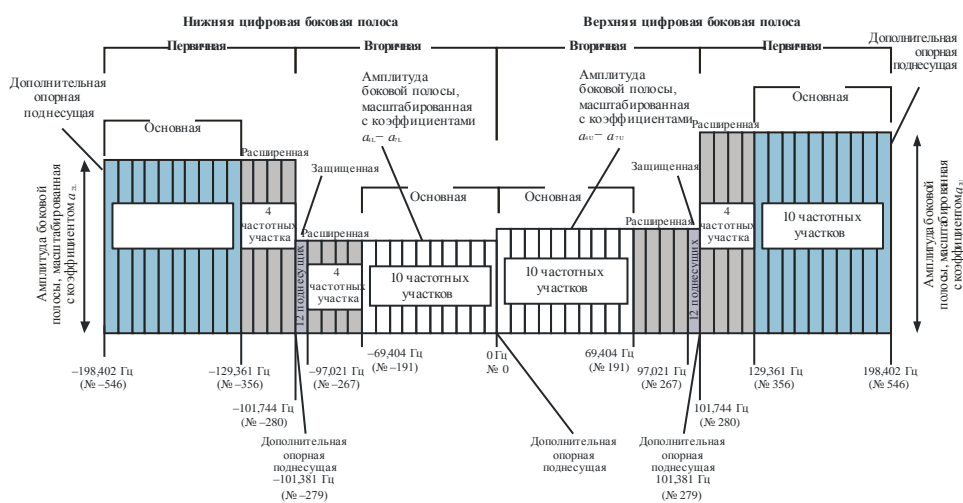 Нижняя цифровая боковая полоса
Верхняя цифровая боковая полоса
Первичная
Вторичная
Вторичная
Первичная
Дополнительная
опорная
поднесущая
Дополнительная
опорная
поднесущая
Амплитуда
боковой полосы,
масштабированная
с коэффициентами
Амплитуда
боковой полосы,
масштабированная
с коэффициентами
Основная
Расширенная
Защищенная
Основная
Основная
Защищенная
Расширенная
Основная
Расширенная
Расширенная
Амплитуда боковой
полосы, масштабированная
с коэффициентом a2L
4
частотных
участка
12 поднесущих
4
частотных
участка
10 частотных
участков
10 частотных
участков
12 поднесущих
4
частотных
участка
10 частотных
участков
Амплитуда боковой
полосы, масштабированная
с коэффициентом a2U
–198,402 Гц
(№ –546)
–129,361 Гц
(№ –356)
–101,744 Гц
(№ –280)
–97,021 Гц
(№ –267)
–69,404 Гц
(№ –191)
0 Гц
№ 0
69,404 Гц
(№ 191)
97,021 Гц
(№ 267)
101,744 Гц
(№ 280)
129,361 Гц
(№ 356)
198,402 Гц
(№ 546)
Дополнительная
опорная
поднесущая
–101,381 Гц
(№ –279)
Дополнительная
опорная
поднесущая
Дополнительная
опорная
поднесущая
101,381 Гц
(№ 279)